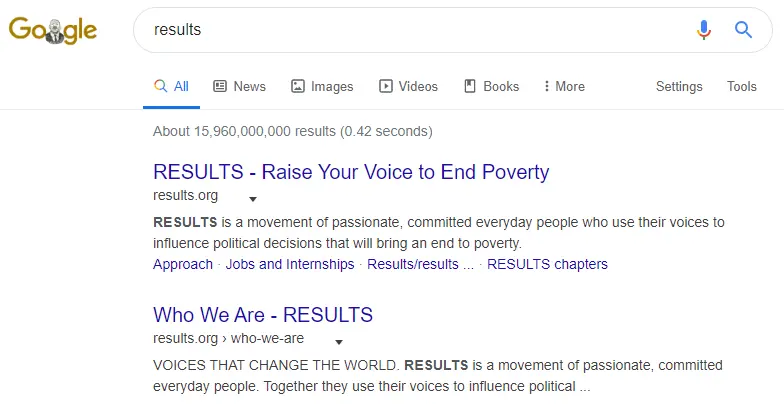 Google
results
All News Images Videos Books More Settings Tools
About 15,960,000,000 results (0.42 seconds)
RESULTS - Raise Your Voice to End Poverty
results.org
RESULTS is a movement of passionate, committed everyday people who use their voices to
influence political decisions that will bring an end to poverty.
Approach · Jobs and Internships · Results/results ... · RESULTS chapters
Who We Are - RESULTS
results.org › who-we-are
VOICES THAT CHANGE THE WORLD. RESULTS is a movement of passionate, committed
everyday people. Together they use their voices to influence political ...